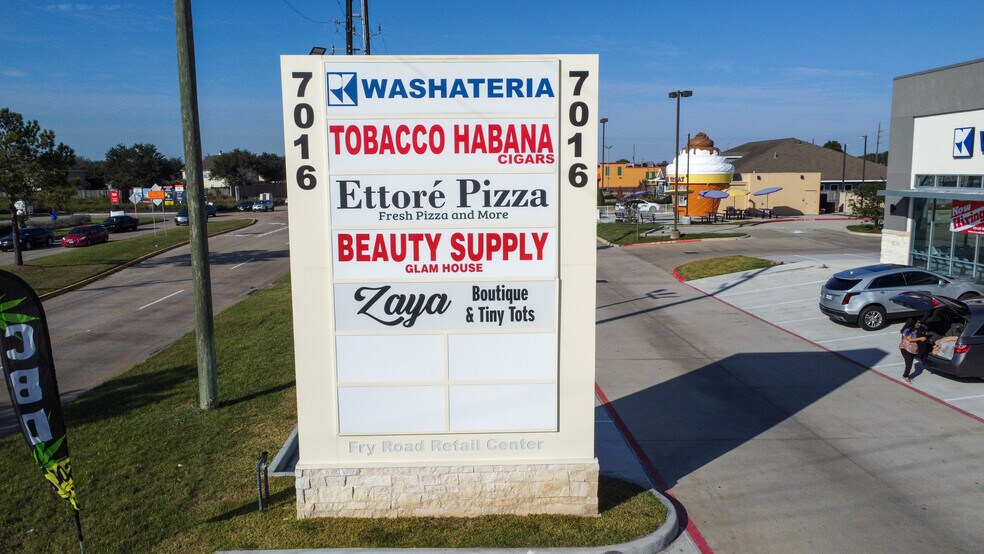 7016
7016
WASHATERIA
TOBACCO HABANA
CIGARS
Ettoré Pizza
Fresh Pizza and More
BEAUTY SUPPLY
GLAM HOUSE
Zaya Boutique
& Tiny Tots
Fry Road Retail Center
CBD
Now
Hiring